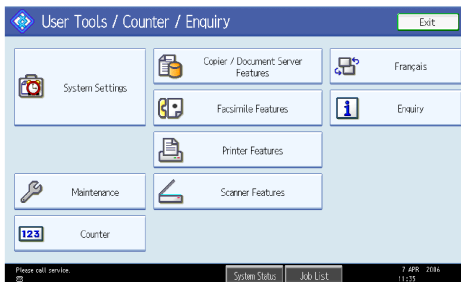 User Tools / Counter / Enquiry
Exit
System Settings
Copier / Document Server
Features
Français
Facsimile Features
Enquiry
Printer Features
Maintenance
Scanner Features
123
Counter
Please call service.
System Status
Job List
7 APR 2006
11:35